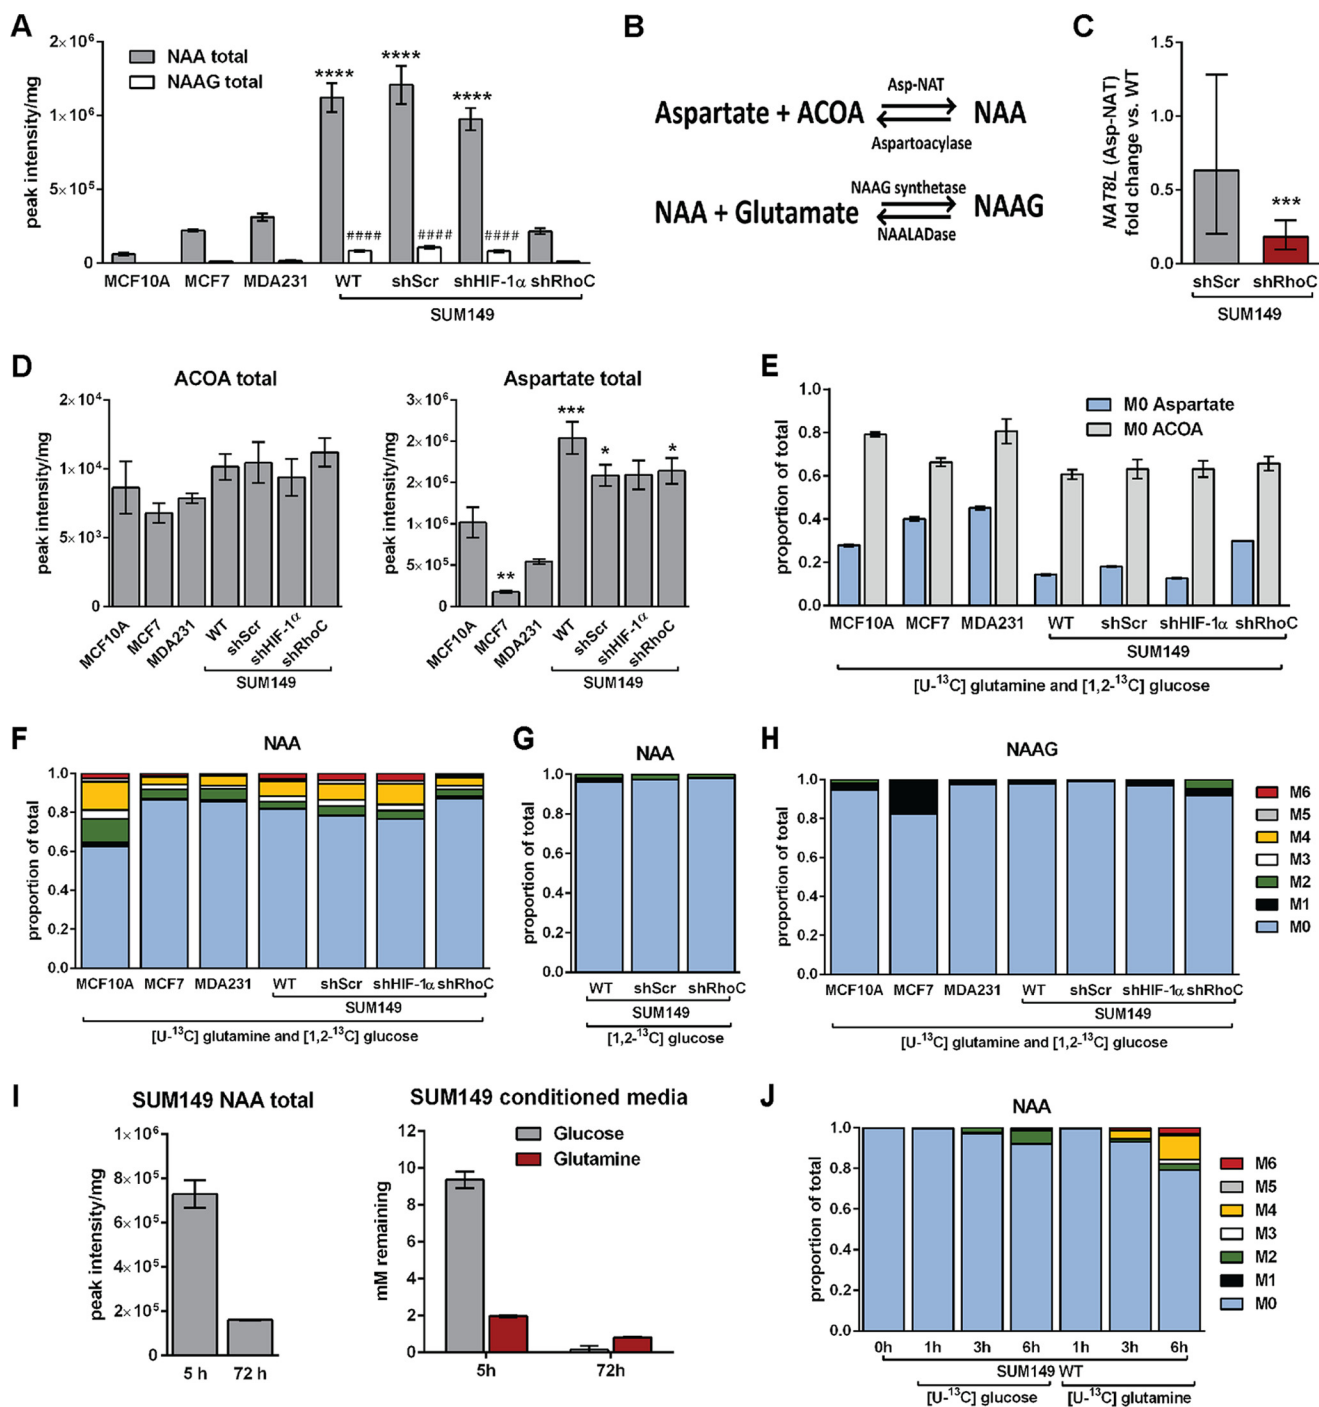 A
2×10⁶
1×10⁶
5×10⁵
0
peak intensity/mg
NAA total
NAAG total
****
****
****
####
####
####
MCF10A MCF7 MDA231 WT shScr shHIF-1α shRhoC
SUM149
B
Aspartate + ACOA
Asp-NAT
Aspartoacylase
NAA
NAA + Glutamate
NAAG synthetase
NAALADase
NAAG
C
NAT8L (Asp-NAT)
fold change vs. WT
1.5
1.0
0.5
0.0
***
shScr shRhoC
SUM149
D
ACOA total
peak intensity/mg
2×10⁴
1×10⁴
5×10³
0
MCF10A MCF7 MDA231 WT shScr shHIF-1α shRhoC
SUM149
Aspartate total
peak intensity/mg
3×10⁶
2×10⁶
2×10⁶
1×10⁶
5×10⁵
0
**
***
*
*
MCF10A MCF7 MDA231 WT shScr shHIF-1α shRhoC
SUM149
E
proportion of total
1.0
0.8
0.6
0.4
0.2
0.0
M0 Aspartate
M0 ACOA
MCF10A MCF7 MDA231 WT shScr shHIF-1α shRhoC
SUM149
[U-¹³C] glutamine and [1,2-¹³C] glucose
F
NAA
proportion of total
1.0
0.8
0.6
0.4
0.2
0.0
MCF10A MCF7 MDA231 WT shScr shHIF-1α shRhoC
SUM149
[U-¹³C] glutamine and [1,2-¹³C] glucose
G
NAA
proportion of total
1.0
0.8
0.6
0.4
0.2
0.0
WT shScr shRhoC
SUM149
[1,2-¹³C] glucose
H
NAAG
proportion of total
1.0
0.8
0.6
0.4
0.2
0.0
MCF10A MCF7 MDA231 WT shScr shHIF-1α shRhoC
SUM149
[U-¹³C] glutamine and [1,2-¹³C] glucose
M6
M5
M4
M3
M2
M1
M0
I
SUM149 NAA total
peak intensity/mg
1×10⁶
8×10⁵
6×10⁵
4×10⁵
2×10⁵
0
5 h 72 h
SUM149 conditioned media
mM remaining
12
10
8
6
4
2
0
Glucose
Glutamine
5h 72h
J
NAA
proportion of total
1.0
0.8
0.6
0.4
0.2
0.0
0h 1h 3h 6h 1h 3h 6h
SUM149 WT
[U-¹³C] glucose [U-¹³C] glutamine
M6
M5
M4
M3
M2
M1
M0